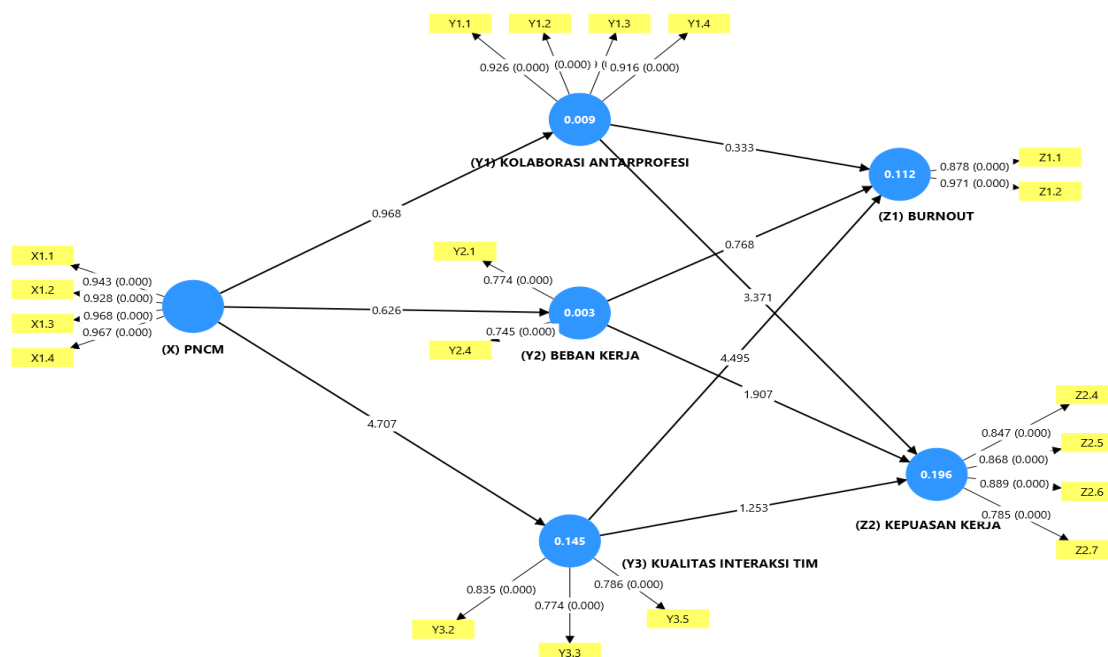 Y1.1
Y1.2
Y1.3
Y1.4
0.926 (0.000)
(0.000)
0.916 (0.000)
0.009
(Y1) KOLABORASI ANTARPROFESI
0.333
0.112
0.878 (0.000)
0.971 (0.000)
Z1.1
Z1.2
(Z1) BURNOUT
0.968
X1.1
X1.2
X1.3
X1.4
0.943 (0.000)
0.928 (0.000)
0.968 (0.000)
0.967 (0.000)
(X) PNCM
Y2.1
0.774 (0.000)
0.768
0.626
0.003
3.371
0.745 (0.000)
Y2.4
(Y2) BEBAN KERJA
4.495
1.907
4.707
Z2.4
Z2.5
Z2.6
Z2.7
0.847 (0.000)
0.868 (0.000)
0.889 (0.000)
0.785 (0.000)
0.196
(Z2) KEPUASAN KERJA
1.253
0.145
(Y3) KUALITAS INTERAKSI TIM
0.835 (0.000)
0.774 (0.000)
0.786 (0.000)
Y3.2
Y3.3
Y3.5